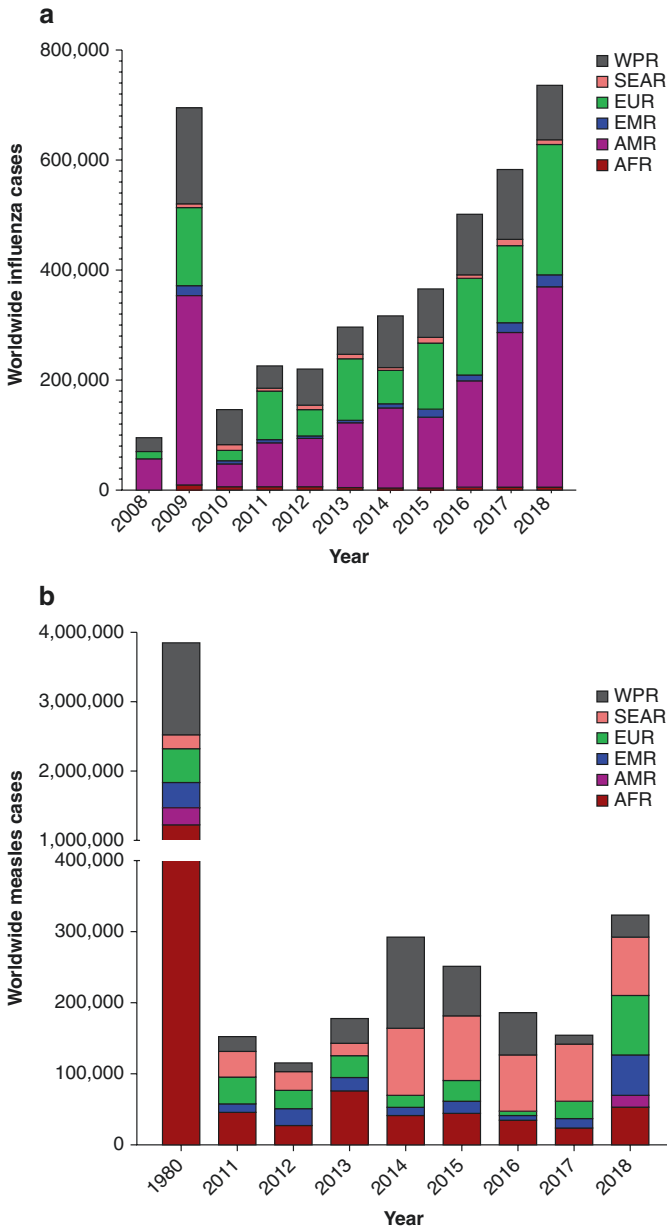 a
800,000
600,000
400,000
200,000
0
Worldwide influenza cases
2008
2009
2010
2011
2012
2013
2014
2015
2016
2017
2018
Year
WPR
SEAR
EUR
EMR
AMR
AFR
b
4,000,000
3,000,000
2,000,000
1,000,000
400,000
300,000
200,000
100,000
0
Worldwide measles cases
1980
2011
2012
2013
2014
2015
2016
2017
2018
Year
WPR
SEAR
EUR
EMR
AMR
AFR